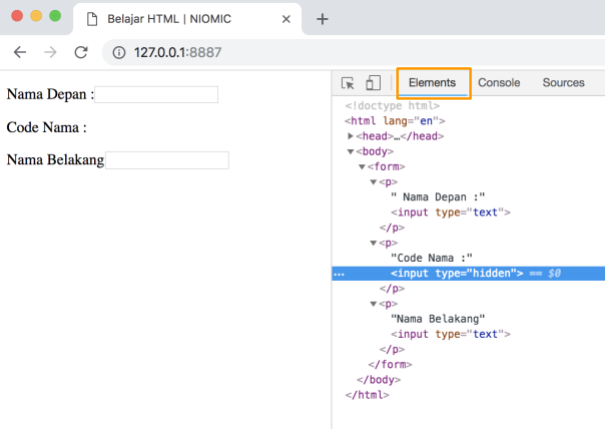 Belajar HTML | NIOMIC
127.0.0.1:8887
Nama Depan :
Code Nama :
Nama Belakang
Elements Console Sources
<!doctype html>
<html lang="en">
<head>…</head>
<body>
<form>
<p>
" Nama Depan :"
<input type="text">
</p>
<p>
"Code Nama :"
… <input type="hidden"> == $0
</p>
<p>
"Nama Belakang"
<input type="text">
</p>
</form>
</body>
</html>